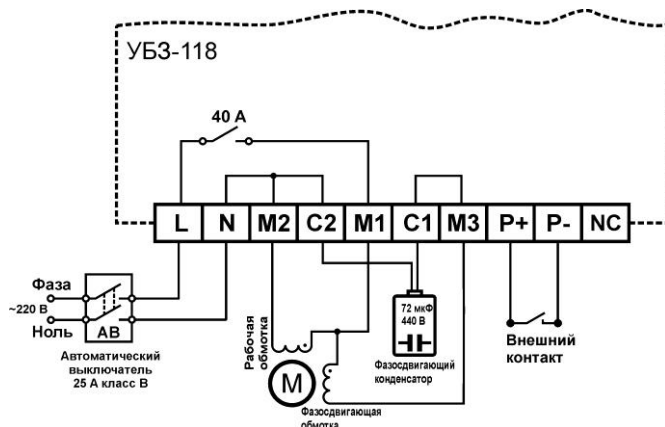 УБЗ-118
40 А
L N M2 C2 M1 C1 M3 P+ P- NC
Фаза
~220 В
Ноль
АВ
Автоматический
выключатель
25 А класс В
Рабочая
обмотка
М
Фазосдвигающая
обмотка
72 мкФ
440 В
Фазосдвигающий
конденсатор
Внешний
контакт